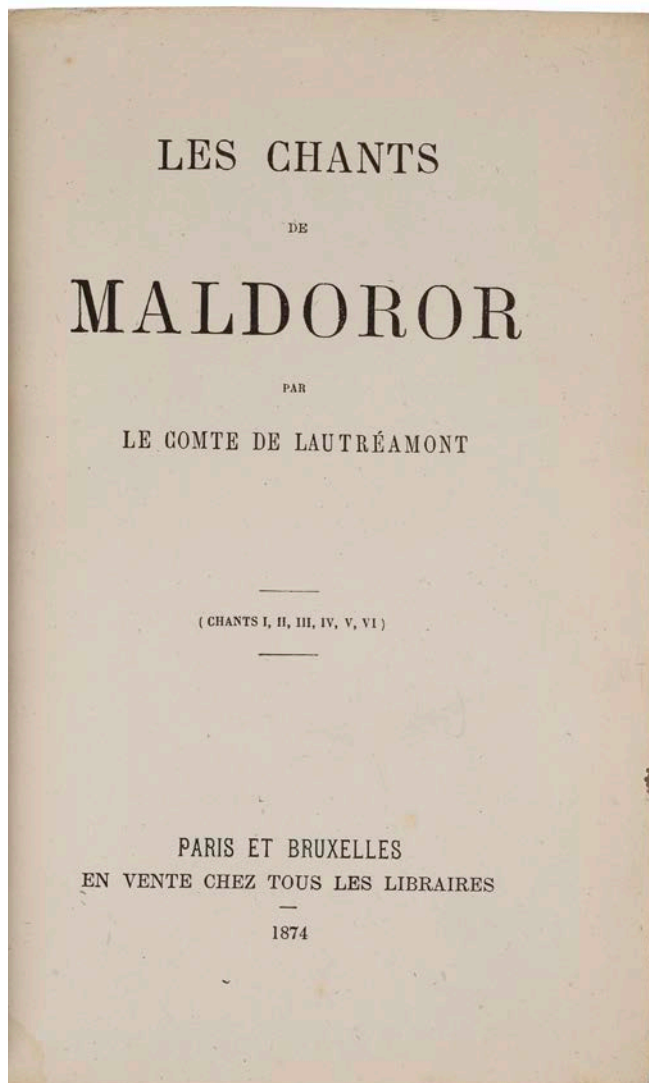 LES CHANTS
DE
MALDOROR
PAR
LE COMTE DE LAUTRÉAMONT
( CHANTS I, II, III, IV, V, VI )
PARIS ET BRUXELLES
EN VENTE CHEZ TOUS LES LIBRAIRES
1874